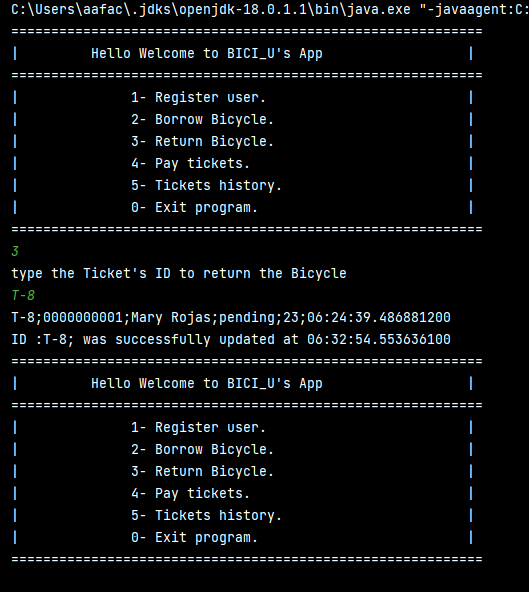 C:\Users\aafac\.jdks\openjdk-18.0.1.1\bin\java.exe "-javaagent:C:
===========================================================
|         Hello Welcome to BICI_U's App                  |
===========================================================
|              1- Register user.                         |
|              2- Borrow Bicycle.                        |
|              3- Return Bicycle.                        |
|              4- Pay tickets.                           |
|              5- Tickets history.                       |
|              0- Exit program.                          |
===========================================================
3
type the Ticket's ID to return the Bicycle
T-8
T-8;0000000001;Mary Rojas;pending;23;06:24:39.486881200
ID :T-8; was successfully updated at 06:32:54.553636100
===========================================================
|         Hello Welcome to BICI_U's App                  |
===========================================================
|              1- Register user.                         |
|              2- Borrow Bicycle.                        |
|              3- Return Bicycle.                        |
|              4- Pay tickets.                           |
|              5- Tickets history.                       |
|              0- Exit program.                          |
===========================================================